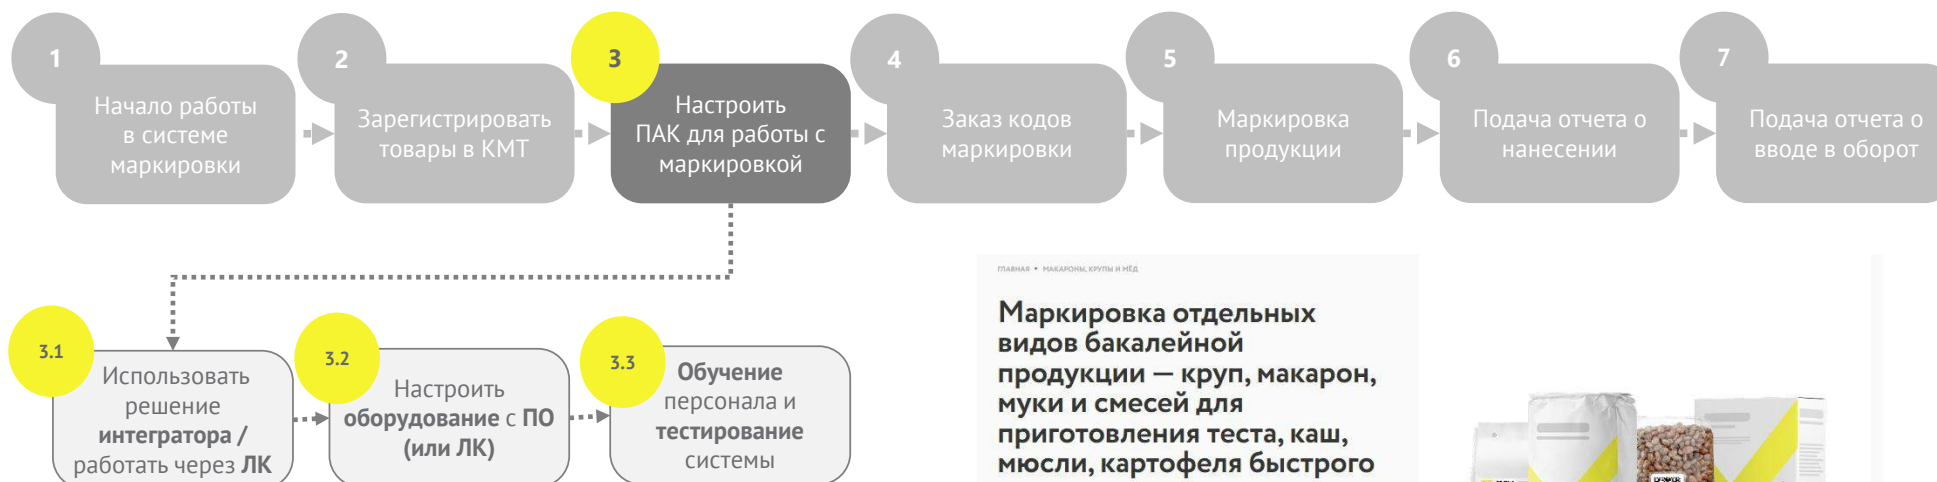 1
Начало работы
в системе
маркировки
2
Зарегистрировать
товары в КМТ
3
Настроить
ПАК для работы с
маркировкой
4
Заказ кодов
маркировки
5
Маркировка
продукции
6
Подача отчета о
нанесении
7
Подача отчета о
вводе в оборот
3.1
Использовать
решение
интегратора /
работать через ЛК
3.2
Настроить
оборудование с ПО
(или ЛК)
3.3
Обучение
персонала и
тестирование
системы
ГЛАВНАЯ • МАКАРОНЫ, КРУПЫ И МЁД
Маркировка отдельных
видов бакалейной
продукции — круп, макарон,
муки и смесей для
приготовления теста, каш,
мюсли, картофеля быстрого